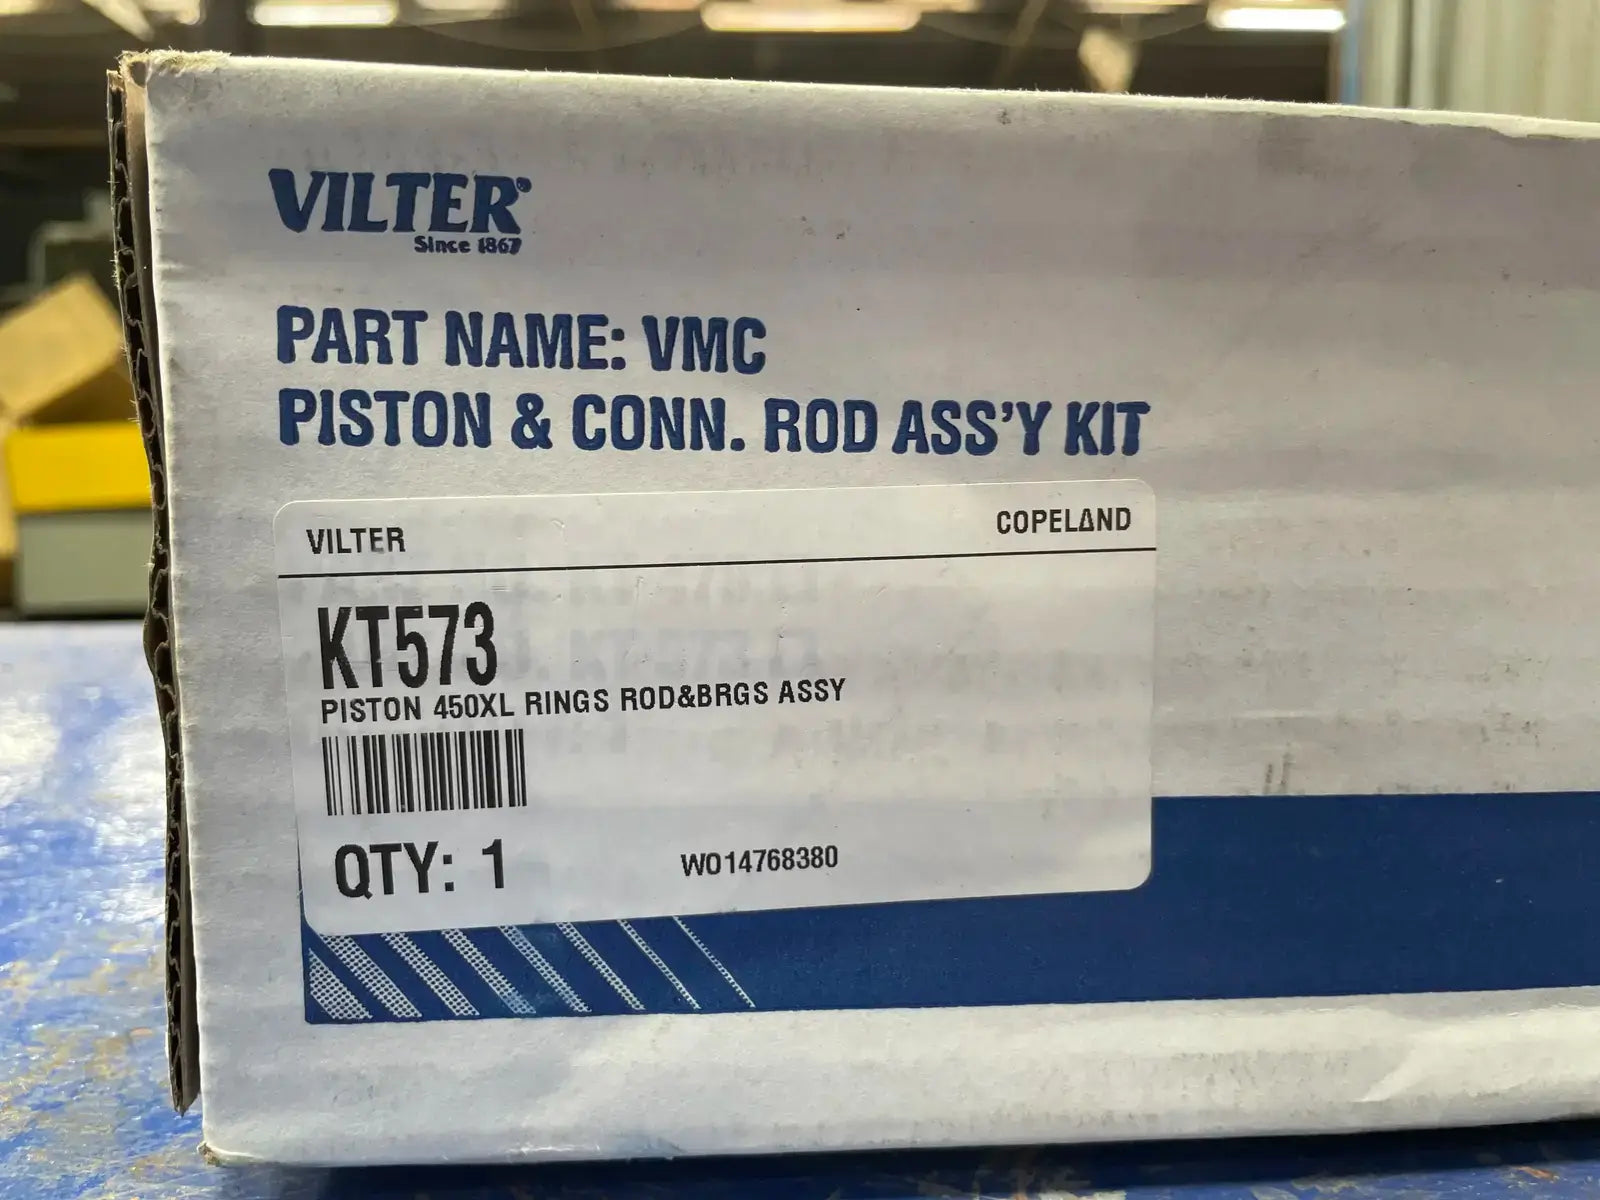 VILTER®
Since 1867
PART NAME: VMC
PISTON & CONN. ROD ASS'Y KIT
VILTER COPELAND
KT573
PISTON 450XL RINGS ROD&BRGS ASSY
QTY: 1 WO14768380